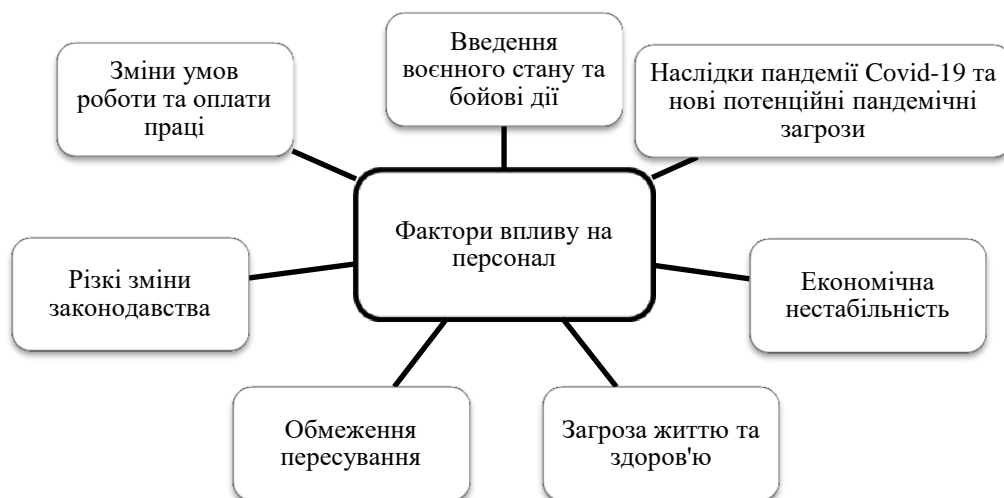 Введення
воєнного стану та
бойові дії
Зміни умов
роботи та оплати
праці
Наслідки пандемії Covid-19 та
нові потенційні пандемічні
загрози
Фактори впливу на
персонал
Різкі зміни
законодавства
Економічна
нестабільність
Обмеження
пересування
Загроза життю та
здоров'ю